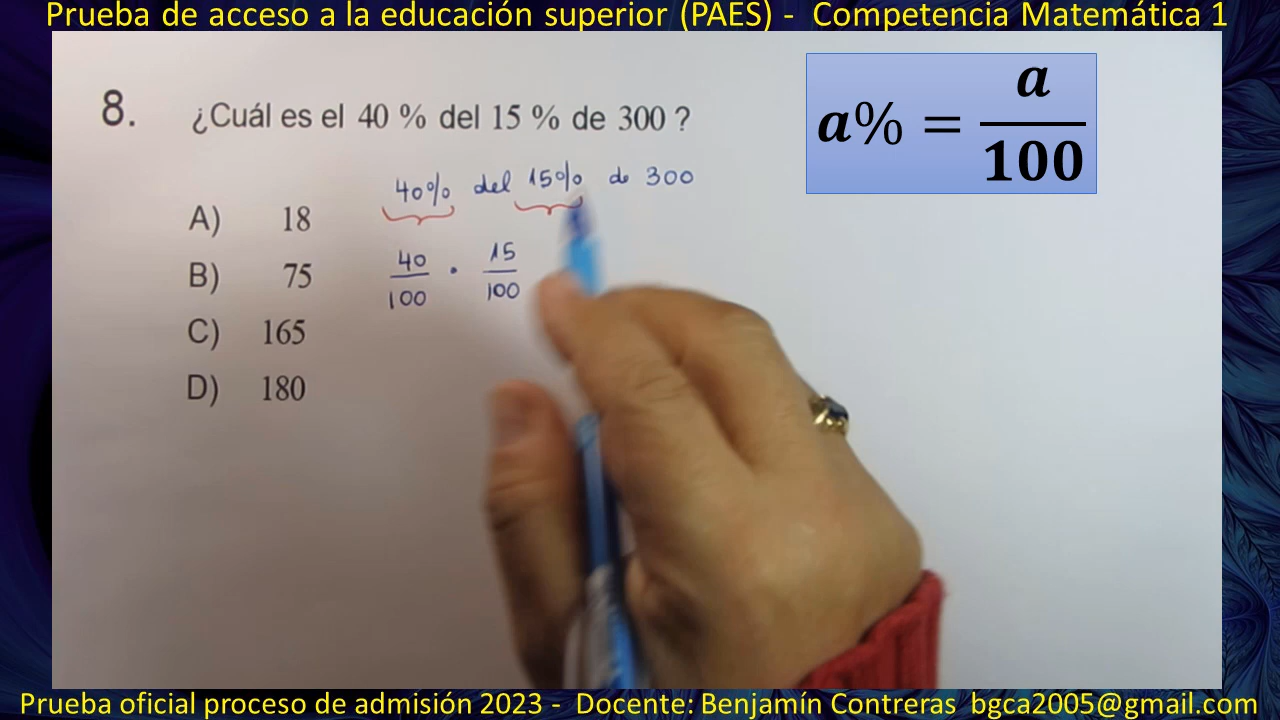 Prueba de acceso a la educación superior (PAES) - Competencia Matemática 1
8. ¿Cuál es el 40 % del 15 % de 300 ?
a% = a/100
40% del 15% de 300
A) 18
40/100 · 15/100
B) 75
C) 165
D) 180
Prueba oficial proceso de admisión 2023 - Docente: Benjamín Contreras bgca2005@gmail.com